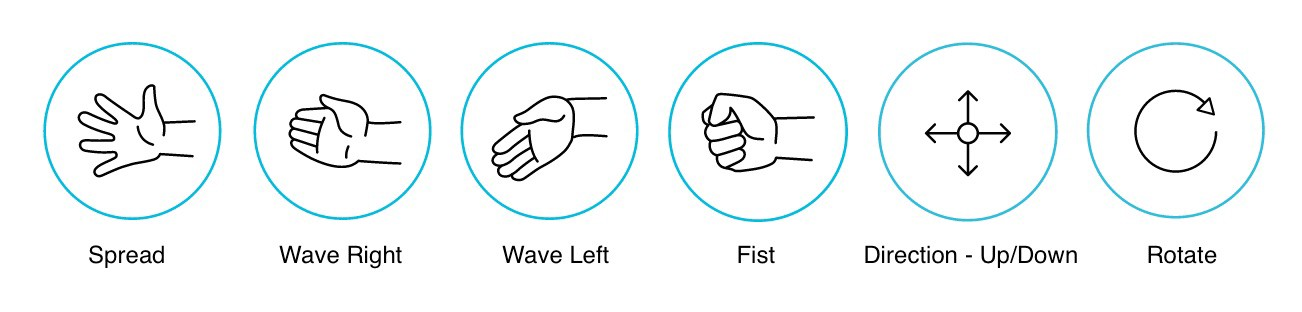 Spread
Wave Right
Wave Left
Fist
Direction - Up/Down
Rotate